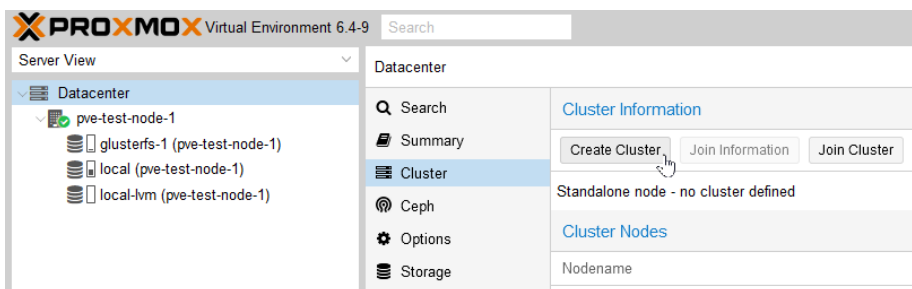 PROXMOX Virtual Environment 6.4-9 Search
Server View
Datacenter
pve-test-node-1
glusterfs-1 (pve-test-node-1)
local (pve-test-node-1)
local-lvm (pve-test-node-1)
Datacenter
Search
Summary
Cluster
Ceph
Options
Storage
Cluster Information
Create Cluster Join Information Join Cluster
Standalone node - no cluster defined
Cluster Nodes
Nodename